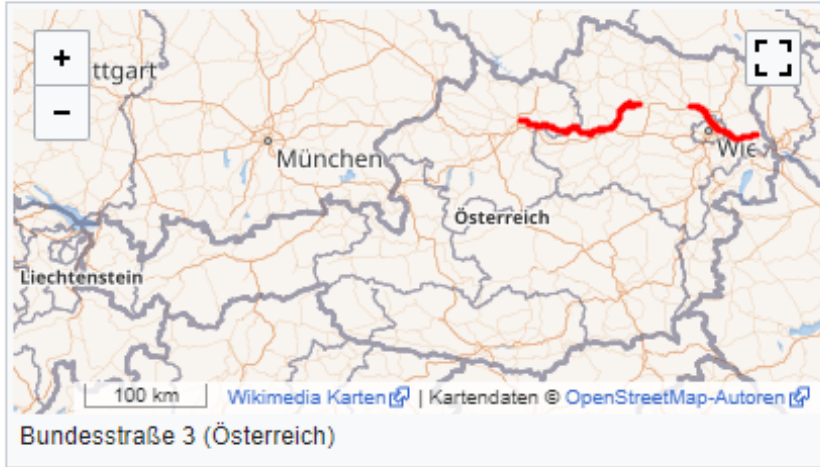 +
ttgart
−
München
Wie
Österreich
Liechtenstein
100 km
Wikimedia Karten | Kartendaten © OpenStreetMap-Autoren
Bundesstraße 3 (Österreich)